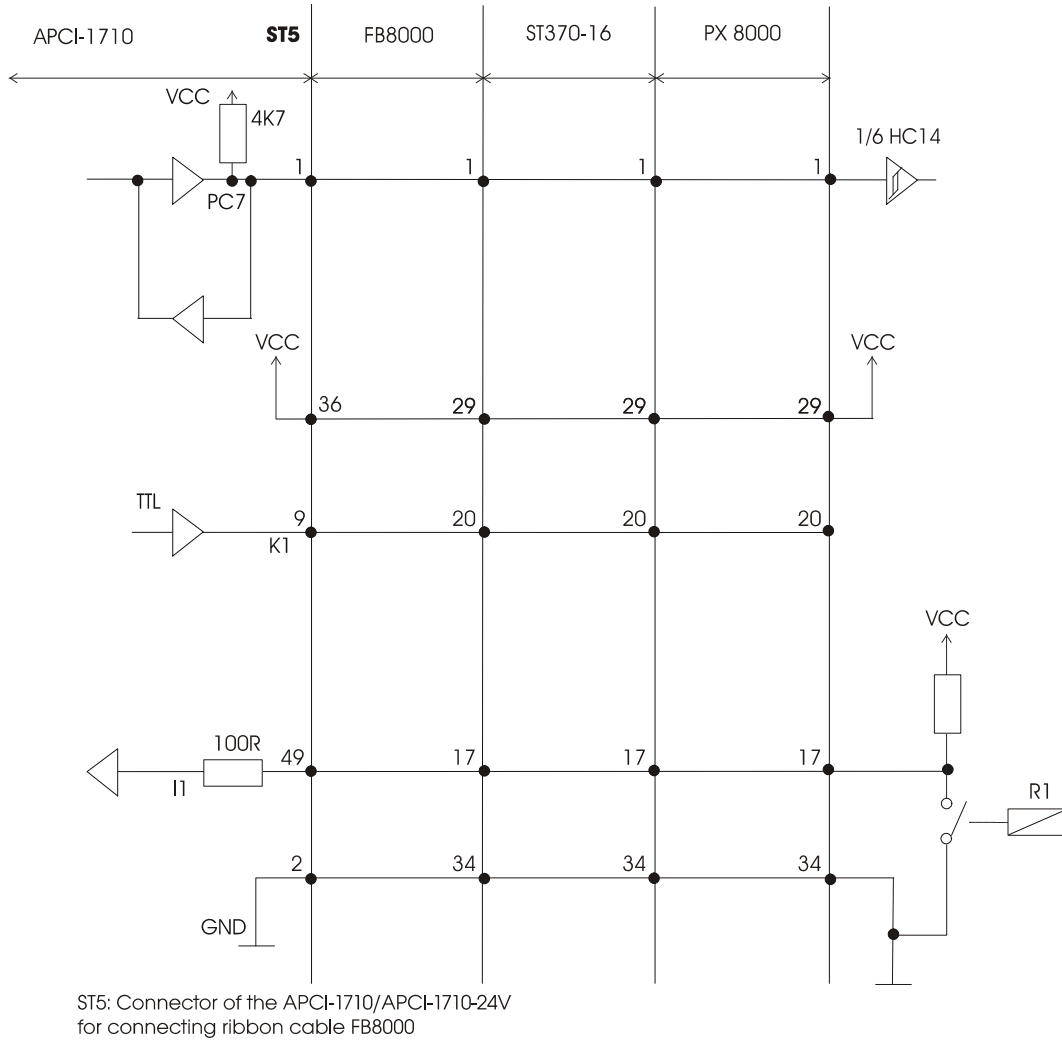 APCI-1710 ST5 FB8000 ST370-16 PX 8000
VCC
4K7
1/6 HC14
1 1 1 1
PC7
VCC VCC
36 29 29 29
TTL
9 20 20 20
K1
VCC
100R
49 17 17 17
I1
R1
2 34 34 34
GND
ST5: Connector of the APCI-1710/APCI-1710-24V
for connecting ribbon cable FB8000